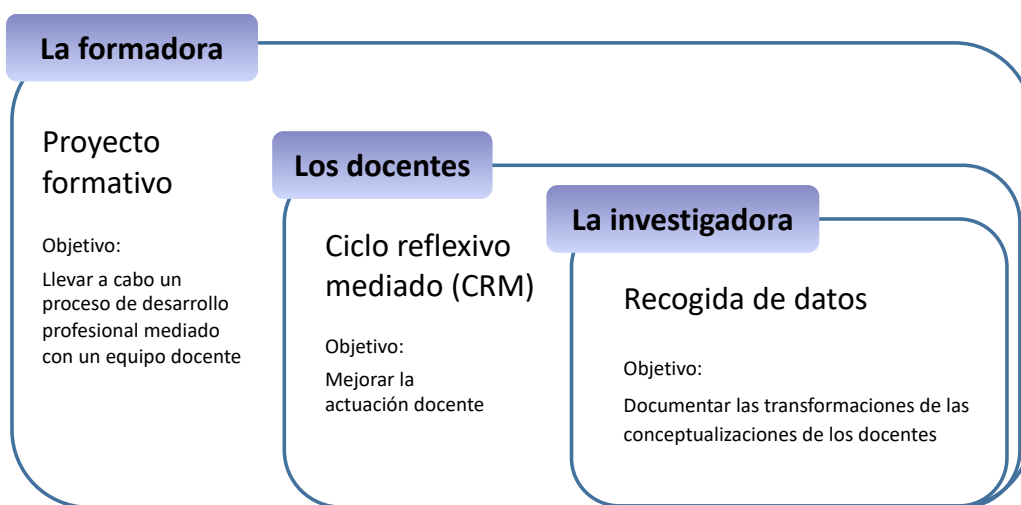 La formadora
Proyecto
formativo
Objetivo:
Llevar a cabo un
proceso de desarrollo
profesional mediado
con un equipo docente
Los docentes
Ciclo reflexivo
mediado (CRM)
Objetivo:
Mejorar la
actuación docente
La investigadora
Recogida de datos
Objetivo:
Documentar las transformaciones de las
conceptualizaciones de los docentes